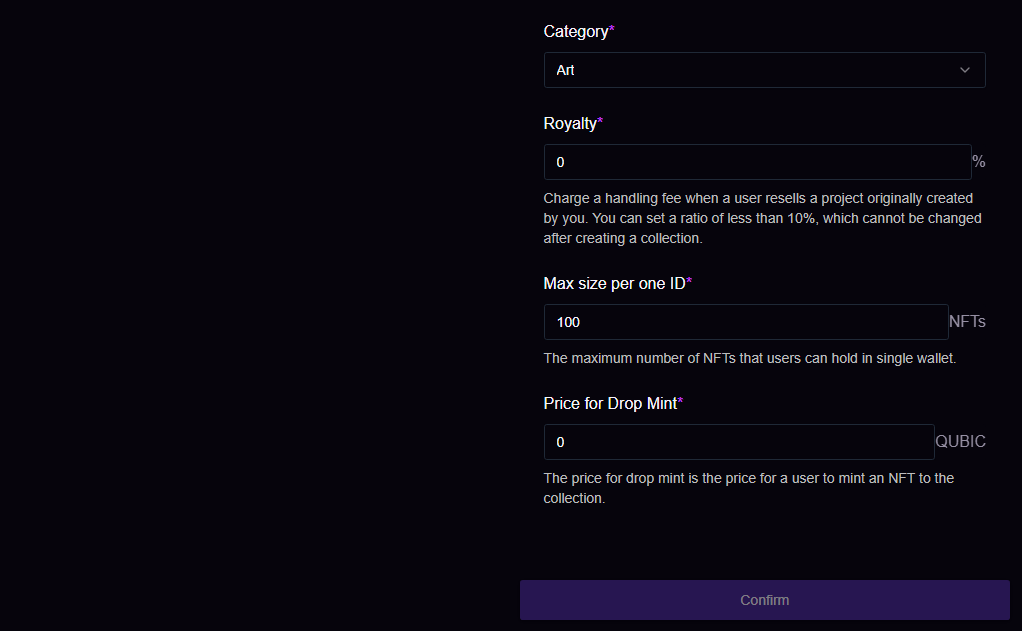 Category*
Art
Royalty*
0 %
Charge a handling fee when a user resells a project originally created
by you. You can set a ratio of less than 10%, which cannot be changed
after creating a collection.
Max size per one ID*
100 NFTs
The maximum number of NFTs that users can hold in single wallet.
Price for Drop Mint*
0 QUBIC
The price for drop mint is the price for a user to mint an NFT to the
collection.
Confirm